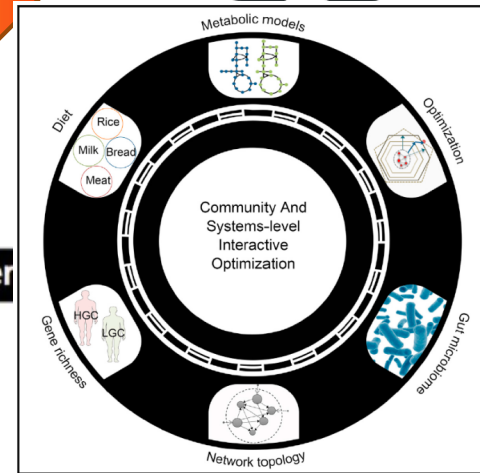 Metabolic models
Optimization
Gut microbiome
Network topology
Gene richness
Diet
Rice
Milk
Bread
Meat
HGC
LGC
Community And
Systems-level
Interactive
Optimization